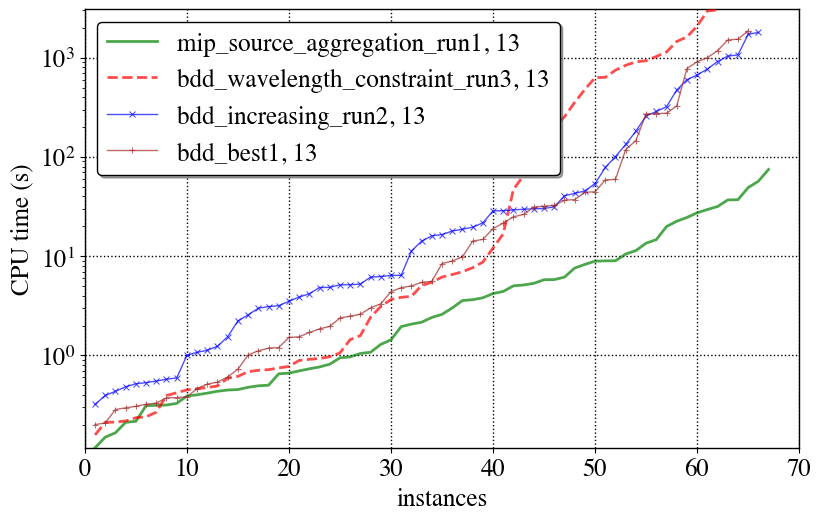 mip_source_aggregation_run1, 13
bdd_wavelength_constraint_run3, 13
bdd_increasing_run2, 13
bdd_best1, 13
10³
10²
10¹
10⁰
CPU time (s)
0 10 20 30 40 50 60 70
instances